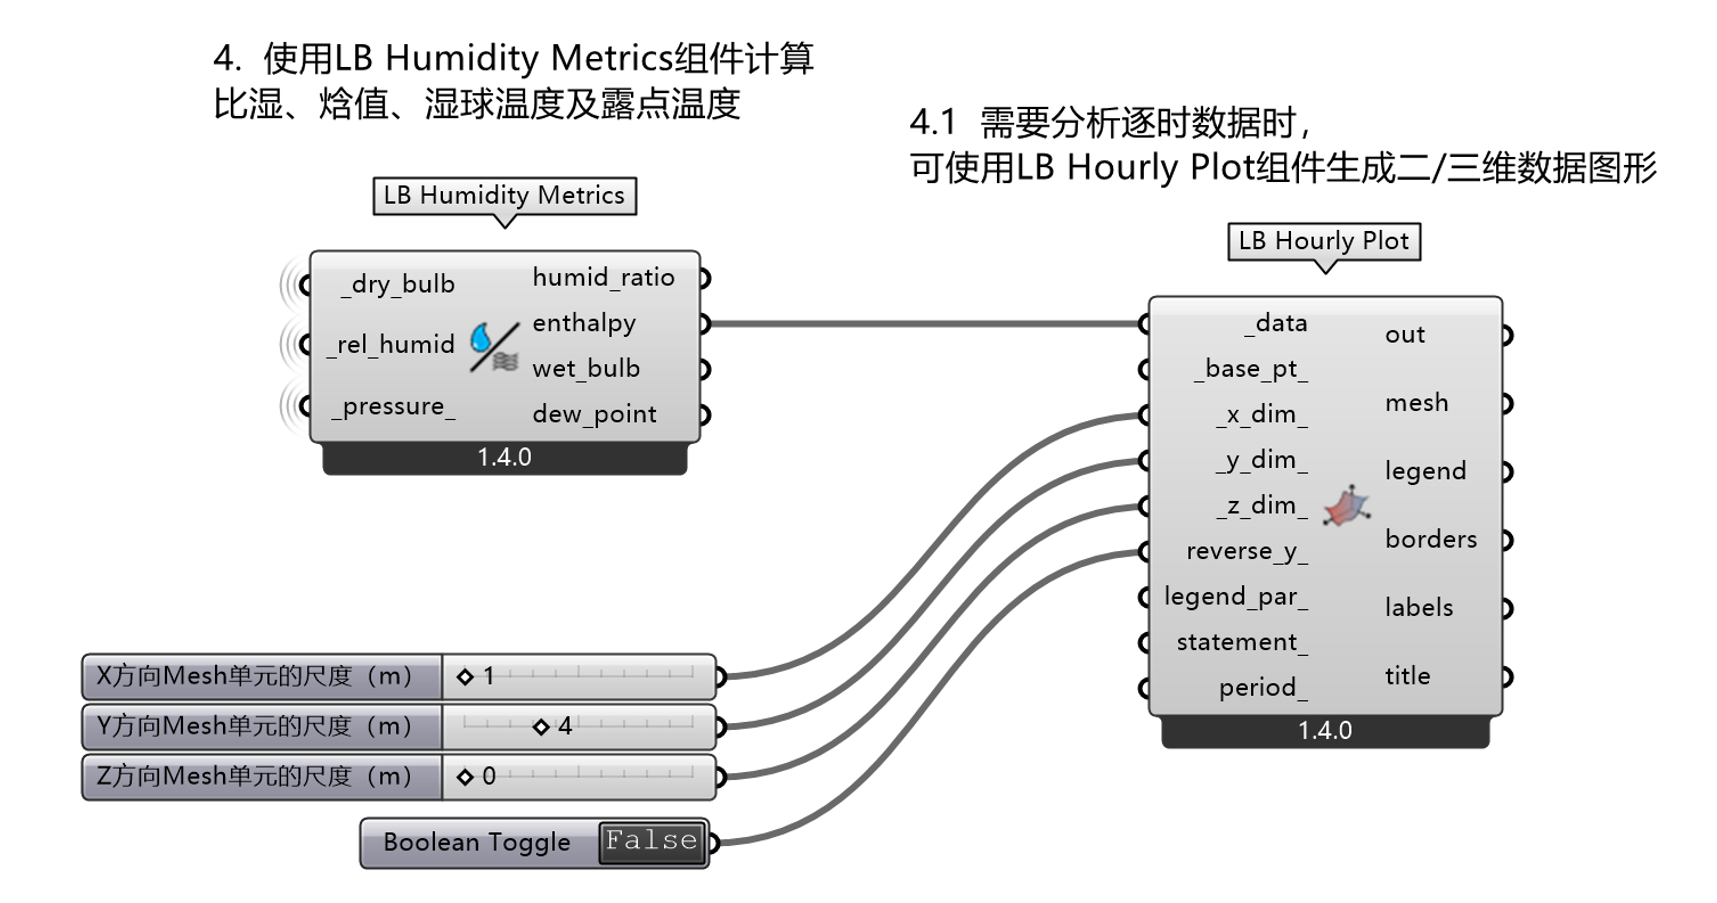 4.  使用LB Humidity Metrics组件计算
比湿、焓值、湿球温度及露点温度
4.1  需要分析逐时数据时，
可使用LB Hourly Plot组件生成二/三维数据图形
LB Humidity Metrics
_dry_bulb
_rel_humid
_pressure_
humid_ratio
enthalpy
wet_bulb
dew_point
1.4.0
LB Hourly Plot
_data
_base_pt_
_x_dim_
_y_dim_
_z_dim_
reverse_y_
legend_par_
statement_
period_
out
mesh
legend
borders
labels
title
1.4.0
X方向Mesh单元的尺度（m） 1
Y方向Mesh单元的尺度（m） 4
Z方向Mesh单元的尺度（m） 0
Boolean Toggle False